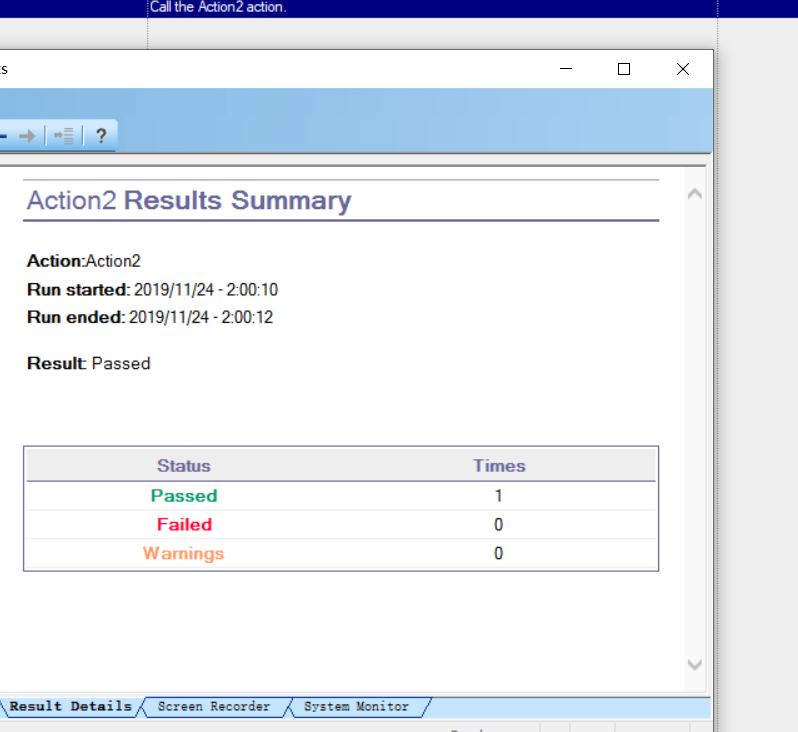 Call the Action2 action.
ts
?
Action2 Results Summary
Action:Action2
Run started: 2019/11/24 - 2:00:10
Run ended: 2019/11/24 - 2:00:12
Result: Passed
Status Times
Passed 1
Failed 0
Warnings 0
Result Details Screen Recorder System Monitor